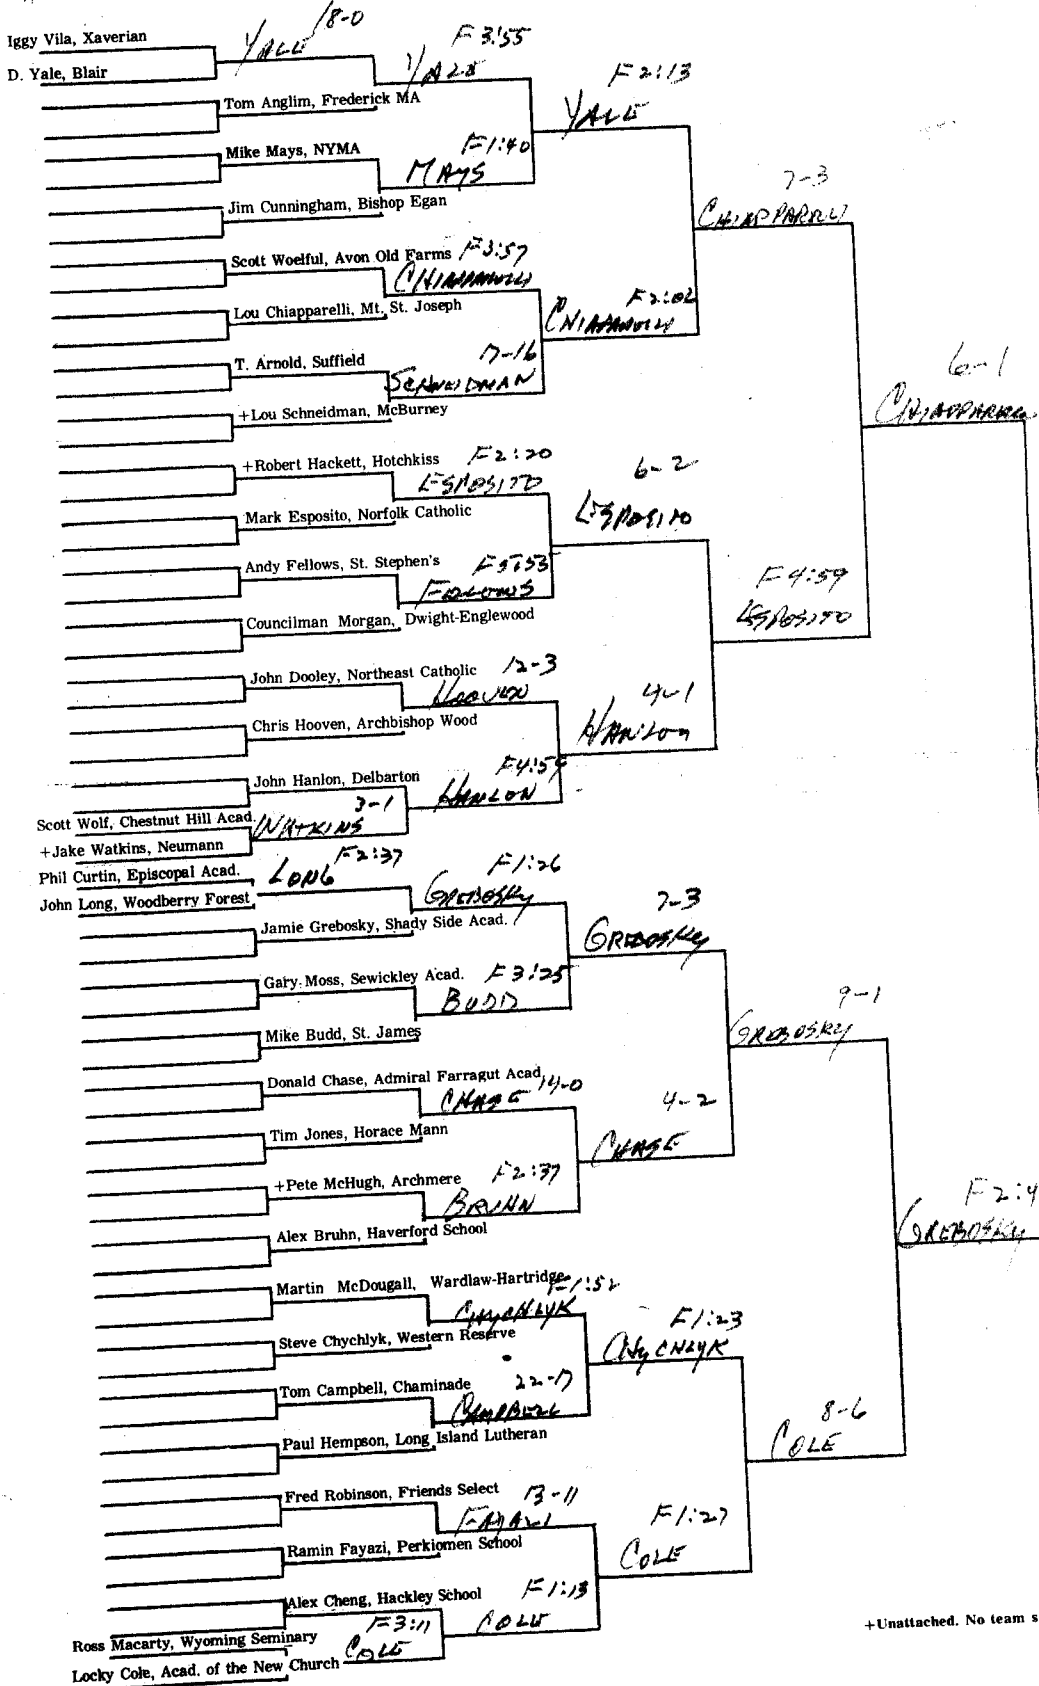 18-0
Iggy Vila, Xaverian
YALE
F 3:55
D. Yale, Blair
YALE
F 2:13
Tom Anglim, Frederick MA
YALE
F 1:40
Mike Mays, NYMA
MAYS
7-3
Jim Cunningham, Bishop Egan
CHIAPPARELLI
Scott Woelful, Avon Old Farms
F 3:57
CHIAPPARELLI
F 2:02
Lou Chiapparelli, Mt. St. Joseph
CHIAPPARELLI
17-16
T. Arnold, Suffield
SCHNEIDMAN
6-1
+Lou Schneidman, McBurney
CHIAPPARELLI
+Robert Hackett, Hotchkiss
F 2:20
ESPOSITO
6-2
Mark Esposito, Norfolk Catholic
ESPOSITO
Andy Fellows, St. Stephen's
FELLOWS
F 4:59
Councilman Morgan, Dwight-Englewood
ESPOSITO
John Dooley, Northeast Catholic
12-3
HOOVEN
4-1
Chris Hooven, Archbishop Wood
HANLON
John Hanlon, Delbarton
HANLON
3-1
Scott Wolf, Chestnut Hill Acad.
WATKINS
+Jake Watkins, Neumann
F 2:37
Phil Curtin, Episcopal Acad.
LONG
F 1:26
John Long, Woodberry Forest
GREBOSKY
7-3
Jamie Grebosky, Shady Side Acad.
GREBOSKY
Gary Moss, Sewickley Acad.
F 3:25
BUDD
9-1
Mike Budd, St. James
GREBOSKY
Donald Chase, Admiral Farragut Acad.
14-0
CHASE
4-2
Tim Jones, Horace Mann
CHASE
+Pete McHugh, Archmere
F 2:37
BRUHN
F 2:4
Alex Bruhn, Haverford School
GREBOSKY
Martin McDougall, Wardlaw-Hartridge
F 1:52
CHYCHLYK
F 1:23
Steve Chychlyk, Western Reserve
CHYCHLYK
Tom Campbell, Chaminade
22-17
CAMPBELL
8-6
Paul Hempson, Long Island Lutheran
COLE
Fred Robinson, Friends Select
13-11
FAYAZI
F 1:27
Ramin Fayazi, Perkiomen School
COLE
Alex Cheng, Hackley School
F 1:13
COLE
F 3:11
Ross Macarty, Wyoming Seminary
COLE
Locky Cole, Acad. of the New Church
+Unattached. No team s